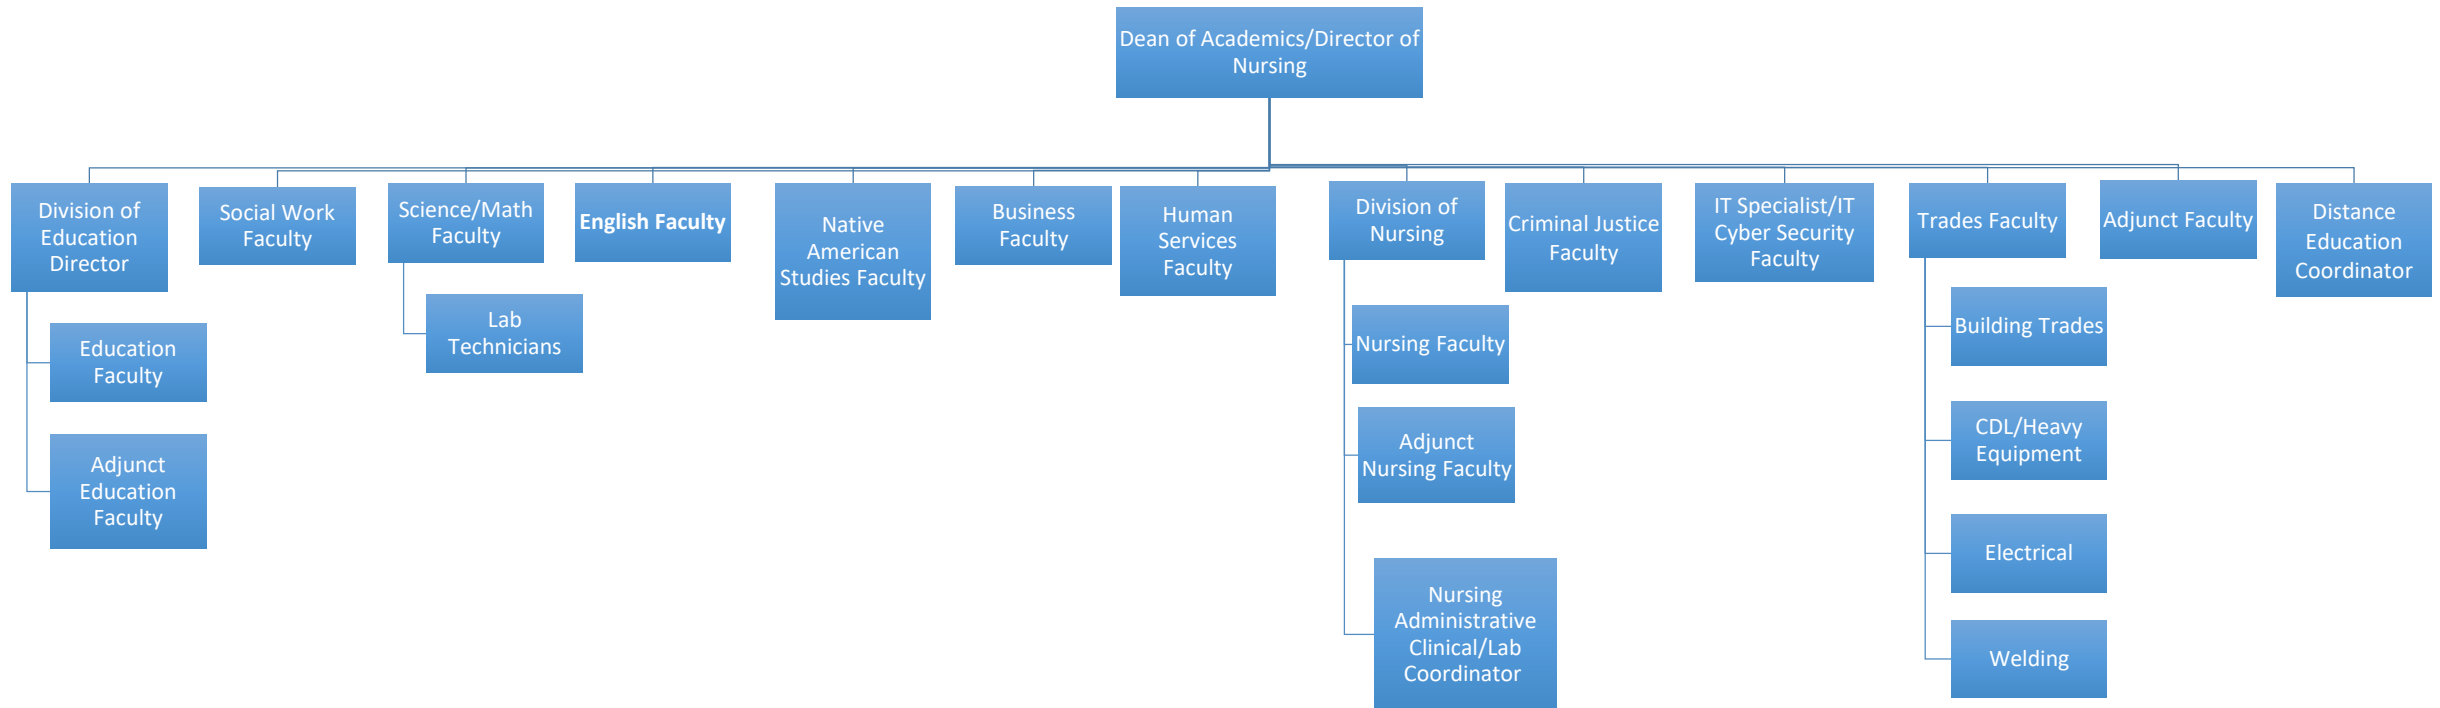 Dean of Academics/Director of
Nursing
Division of
Education
Director
Social Work
Faculty
Science/Math
Faculty
English Faculty
Native
American
Studies Faculty
Business
Faculty
Human
Services
Faculty
Division of
Nursing
Criminal Justice
Faculty
IT Specialist/IT
Cyber Security
Faculty
Trades Faculty
Adjunct Faculty
Distance
Education
Coordinator
Education
Faculty
Adjunct
Education
Faculty
Lab
Technicians
Nursing Faculty
Adjunct
Nursing Faculty
Nursing
Administrative
Clinical/Lab
Coordinator
Building Trades
CDL/Heavy
Equipment
Electrical
Welding